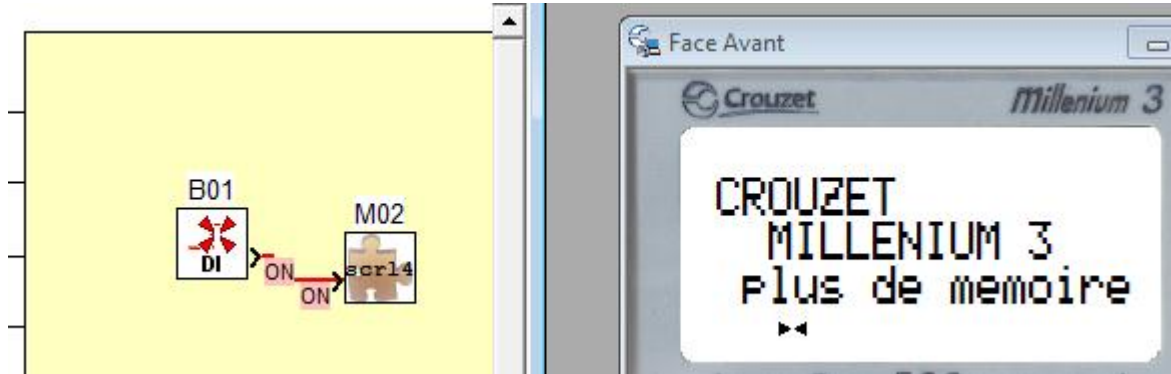 B01
DI
ON
ON
M02
scrl4
Face Avant
Crouzet
Millenium 3
CROUZET
MILLENIUM 3
plus de memoire